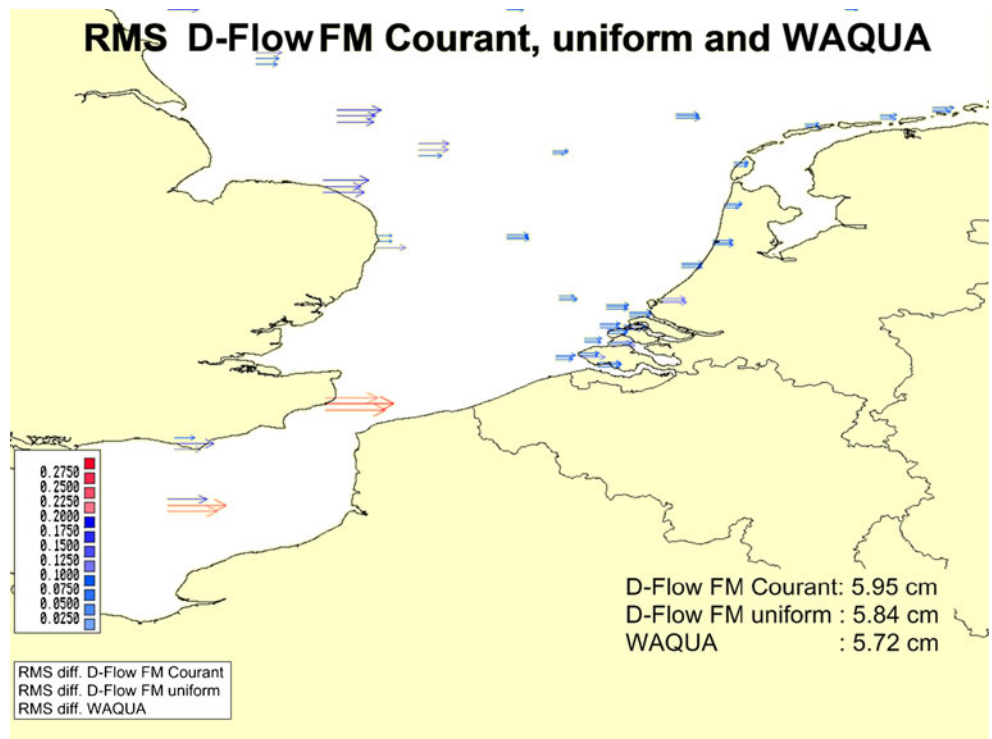 RMS D-Flow FM Courant, uniform and WAQUA
0.2750
0.2500
0.2250
0.2000
0.1750
0.1500
0.1250
0.1000
0.0750
0.0500
0.0250
D-Flow FM Courant: 5.95 cm
D-Flow FM uniform : 5.84 cm
WAQUA : 5.72 cm
RMS diff. D-Flow FM Courant
RMS diff. D-Flow FM uniform
RMS diff. WAQUA